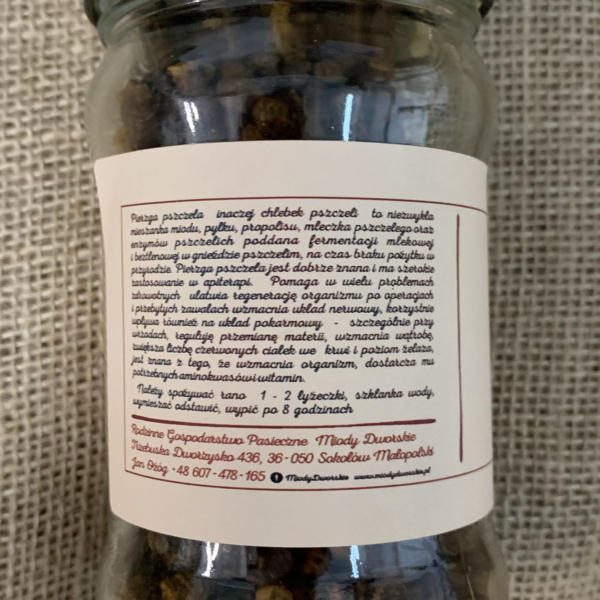 Pierzga pszczela inaczej chlebek pszczeli to niezwykła
mieszanka miodu, pyłku, propolisu, mleczka pszczelego oraz
enzymów pszczelich poddana fermentacji mlekowej
i beztlenowej w gnieździe pszczelim, na czas braku pożytku w
przyrodzie. Pierzga pszczela jest dobrze znana i ma szerokie
zastosowanie w apiterapi. Pomaga w wielu problemach
zdrowotnych ułatwia regenerację organizmu po operacjach
i przebytych zawałach wzmacnia układ nerwowy, korzystnie
wpływa również na układ pokarmowy - szczególnie przy
wrzodach, reguluję przemianę materii, wzmacnia wątrobę,
zwiększa liczbę czerwonych ciałek we krwi i poziom żelaza,
jest znana z tego, że wzmacnia organizm, dostarcza mu
potrzebnych aminokwasów i witamin.
Należy spożywać rano 1 - 2 łyżeczki, szklanka wody,
wymieszać odstawić, wypić po 8 godzinach
Rodzinne Gospodarstwo Pasieczne Miody Dworskie
Trzebuska Dworzysko 436, 36-050 Sokołów Małopolski
Jan Ożóg +48 607-478-165 f MiodyDworskie www.miodydworskie.pl